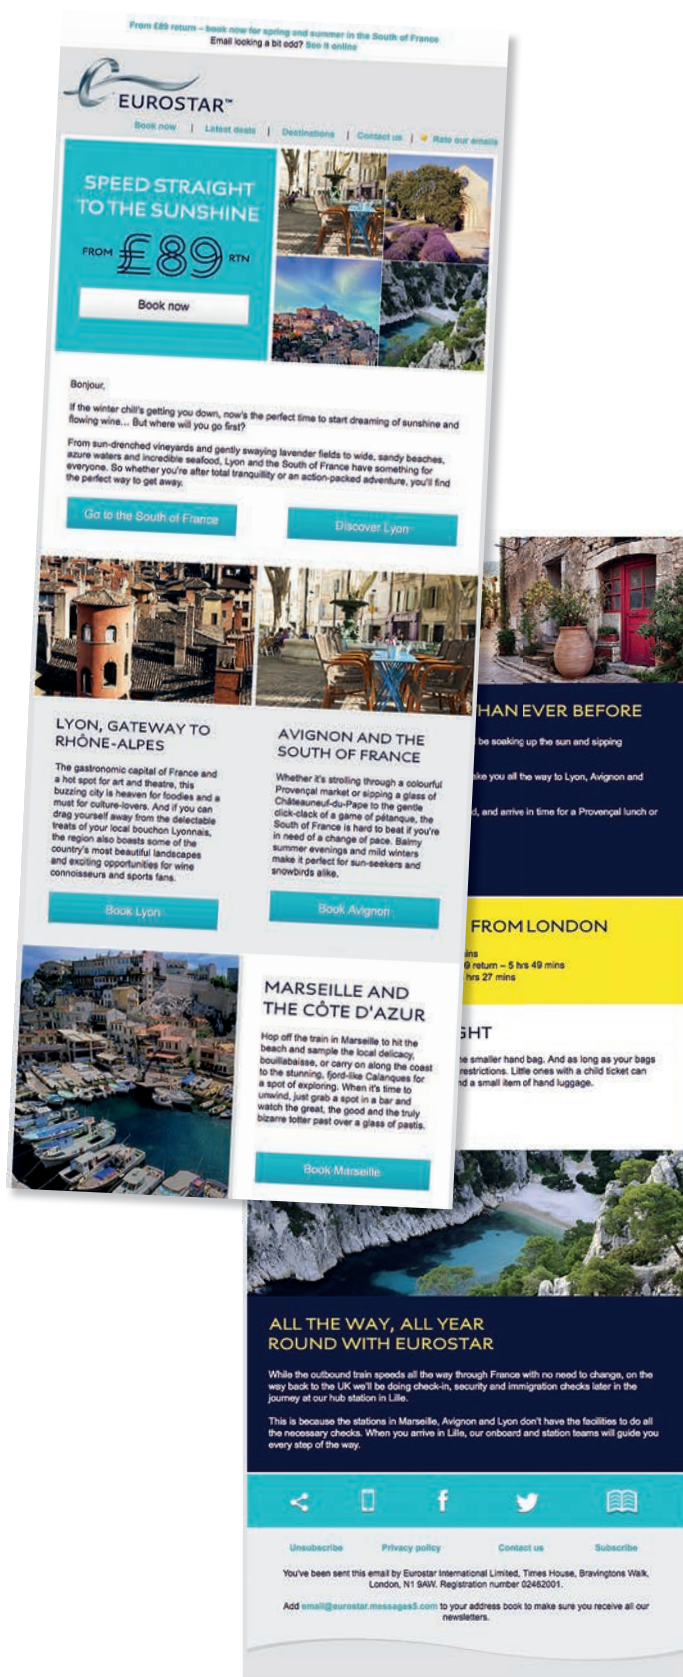 From £89 return – book now for spring and summer in the South of France
Email looking a bit odd? See it online
EUROSTAR™
Book now | Latest deals | Destinations | Contact us | Rate our emails
SPEED STRAIGHT
TO THE SUNSHINE
FROM £89 RTN
Book now
Bonjour,
If the winter chill's getting you down, now's the perfect time to start dreaming of sunshine and
flowing wine... But where will you go first?
From sun-drenched vineyards and gently swaying lavender fields to wide, sandy beaches,
azure waters and incredible seafood, Lyon and the South of France have something for
everyone. So whether you're after total tranquillity or an action-packed adventure, you'll find
the perfect way to get away.
Go to the South of France
Discover Lyon
LYON, GATEWAY TO
RHÔNE-ALPES
The gastronomic capital of France and
a hot spot for art and theatre, this
buzzing city is heaven for foodies and a
must for culture-lovers. And if you can
drag yourself away from the delectable
treats of your local bouchon Lyonnais,
the region also boasts some of the
country's most beautiful landscapes
and exciting opportunities for wine
connoisseurs and sports fans.
Book Lyon
AVIGNON AND THE
SOUTH OF FRANCE
Whether it's strolling through a colourful
Provençal market or sipping a glass of
Châteauneuf-du-Pape to the gentle
click-clack of a game of pétanque, the
South of France is hard to beat if you're
in need of a change of pace. Balmy
summer evenings and mild winters
make it perfect for sun-seekers and
snowbirds alike.
Book Avignon
MARSEILLE AND
THE CÔTE D'AZUR
Hop off the train in Marseille to hit the
beach and sample the local delicacy,
bouillabaisse, or carry on along the coast
to the stunning, fjord-like Calanques for
a spot of exploring. When it's time to
unwind, just grab a spot in a bar and
watch the great, the good and the truly
bizarre totter past over a glass of pastis.
Book Marseille
HAN EVER BEFORE
be soaking up the sun and sipping
ke you all the way to Lyon, Avignon and
d, and arrive in time for a Provençal lunch or
FROM LONDON
ins
9 return – 5 hrs 49 mins
hrs 27 mins
GHT
e smaller hand bag. And as long as your bags
restrictions. Little ones with a child ticket can
nd a small item of hand luggage.
ALL THE WAY, ALL YEAR
ROUND WITH EUROSTAR
While the outbound train speeds all the way through France with no need to change, on the
way back to the UK we'll be doing check-in, security and immigration checks later in the
journey at our hub station in Lille.
This is because the stations in Marseille, Avignon and Lyon don't have the facilities to do all
the necessary checks. When you arrive in Lille, our onboard and station teams will guide you
every step of the way.
Unsubscribe Privacy policy Contact us Subscribe
You've been sent this email by Eurostar International Limited, Times House, Bravingtons Walk,
London, N1 9AW. Registration number 02462001.
Add email@eurostar.messages5.com to your address book to make sure you receive all our
newsletters.